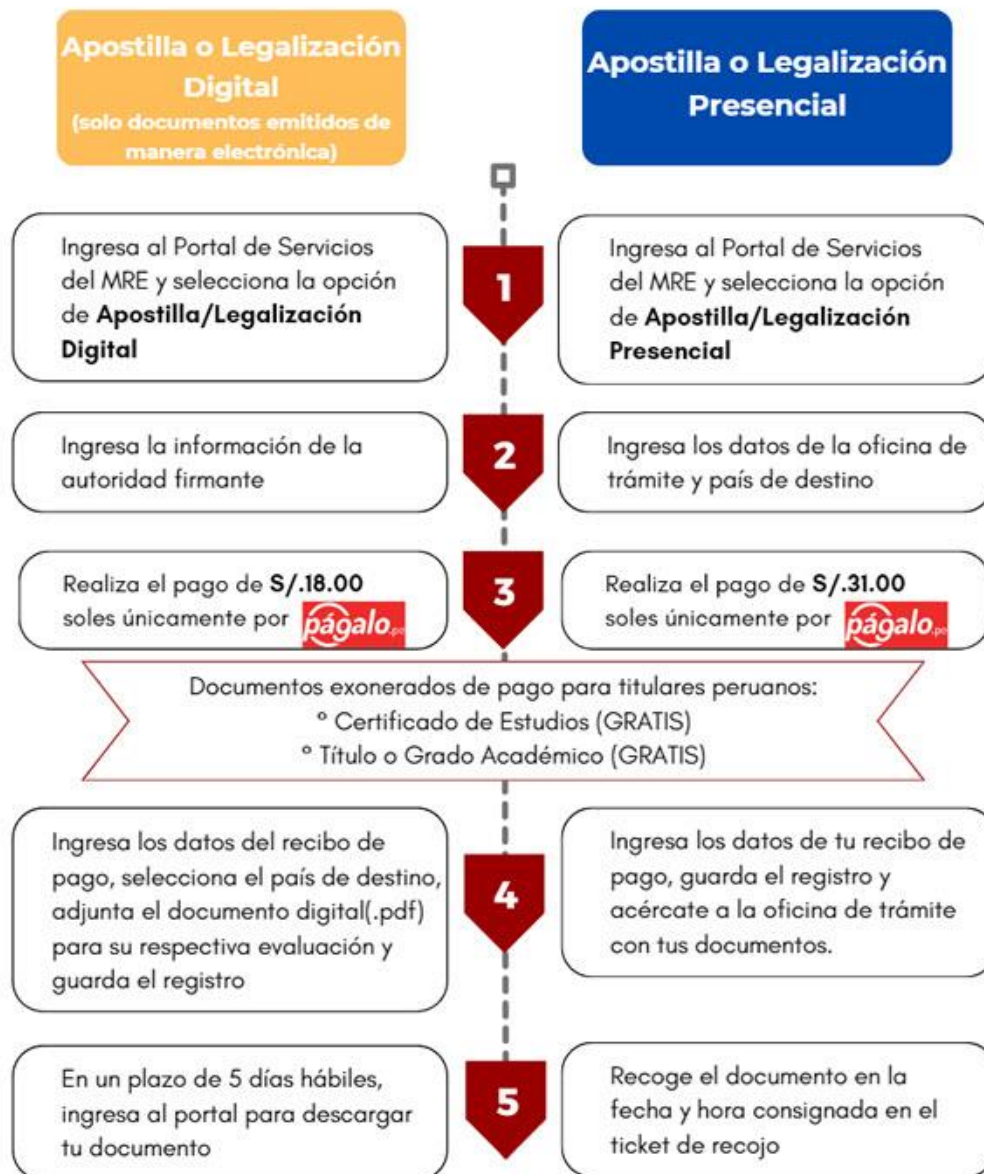 Apostilla o Legalización
Digital
(solo documentos emitidos de
manera electrónica)
Apostilla o Legalización
Presencial
Ingresa al Portal de Servicios
del MRE y selecciona la opción
de Apostilla/Legalización
Digital
1
Ingresa al Portal de Servicios
del MRE y selecciona la opción
de Apostilla/Legalización
Presencial
Ingresa la información de la
autoridad firmante
2
Ingresa los datos de la oficina de
trámite y país de destino
Realiza el pago de S/.18.00
soles únicamente por págalo.pe
3
Realiza el pago de S/.31.00
soles únicamente por págalo.pe
Documentos exonerados de pago para titulares peruanos:
° Certificado de Estudios (GRATIS)
° Título o Grado Académico (GRATIS)
Ingresa los datos del recibo de
pago, selecciona el país de destino,
adjunta el documento digital(.pdf)
para su respectiva evaluación y
guarda el registro
4
Ingresa los datos de tu recibo de
pago, guarda el registro y
acércate a la oficina de trámite
con tus documentos.
En un plazo de 5 días hábiles,
ingresa al portal para descargar
tu documento
5
Recoge el documento en la
fecha y hora consignada en el
ticket de recojo